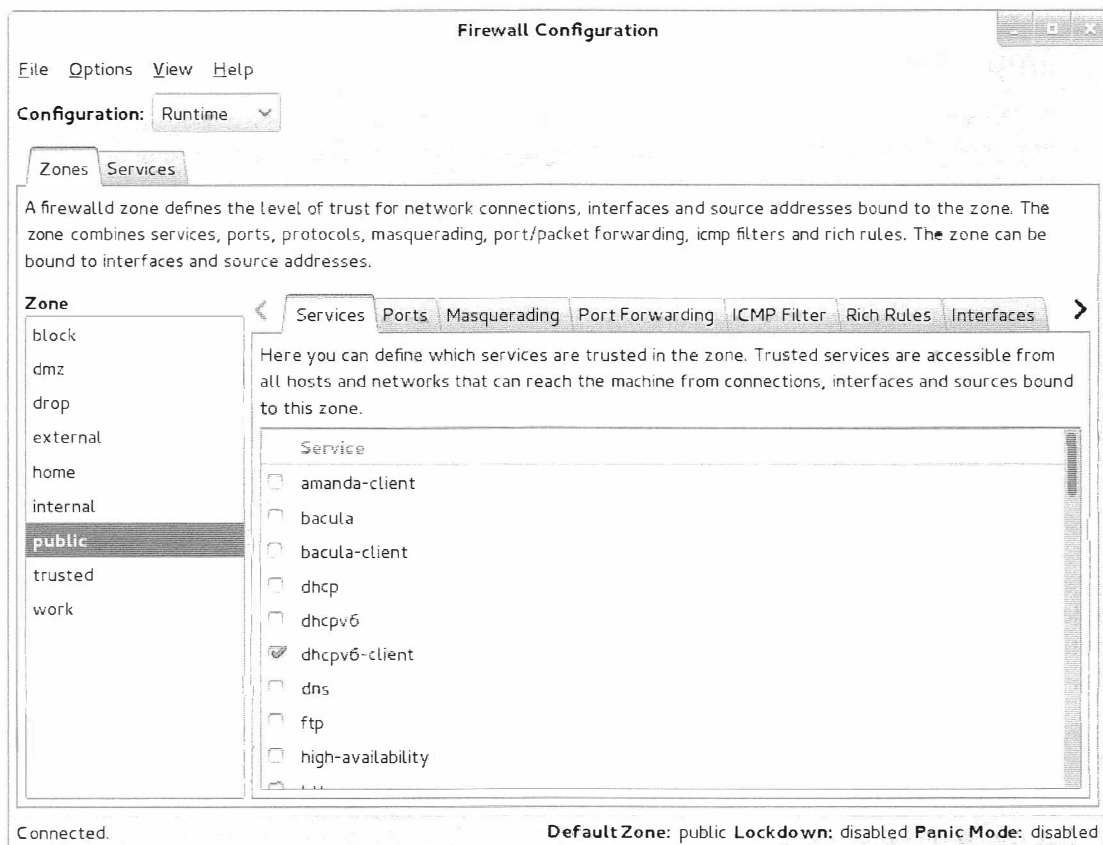 Firewall Configuration
File Options View Help
Configuration: Runtime
Zones Services
A firewalld zone defines the level of trust for network connections, interfaces and source addresses bound to the zone. The
zone combines services, ports, protocols, masquerading, port/packet forwarding, icmp filters and rich rules. The zone can be
bound to interfaces and source addresses.
Zone
block
dmz
drop
external
home
internal
public
trusted
work
Services Ports Masquerading Port Forwarding ICMP Filter Rich Rules Interfaces
Here you can define which services are trusted in the zone. Trusted services are accessible from
all hosts and networks that can reach the machine from connections, interfaces and sources bound
to this zone.
Service
amanda-client
bacula
bacula-client
dhcp
dhcpv6
dhcpv6-client
dns
ftp
high-availability
Connected.
Default Zone: public Lockdown: disabled Panic Mode: disabled